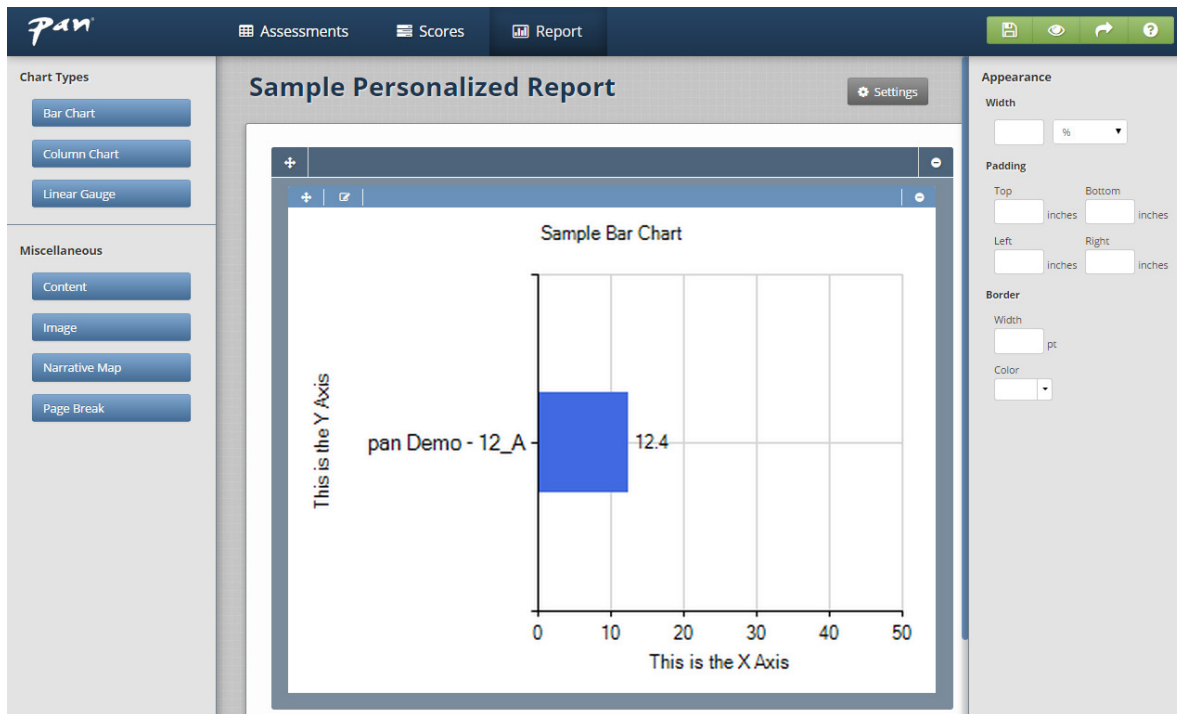 pan
Assessments
Scores
Report
Chart Types
Bar Chart
Column Chart
Linear Gauge
Miscellaneous
Content
Image
Narrative Map
Page Break
Sample Personalized Report
Settings
Sample Bar Chart
This is the Y Axis
pan Demo - 12_A
12.4
0 10 20 30 40 50
This is the X Axis
Appearance
Width
%
Padding
Top Bottom
inches inches
Left Right
inches inches
Border
Width
pt
Color